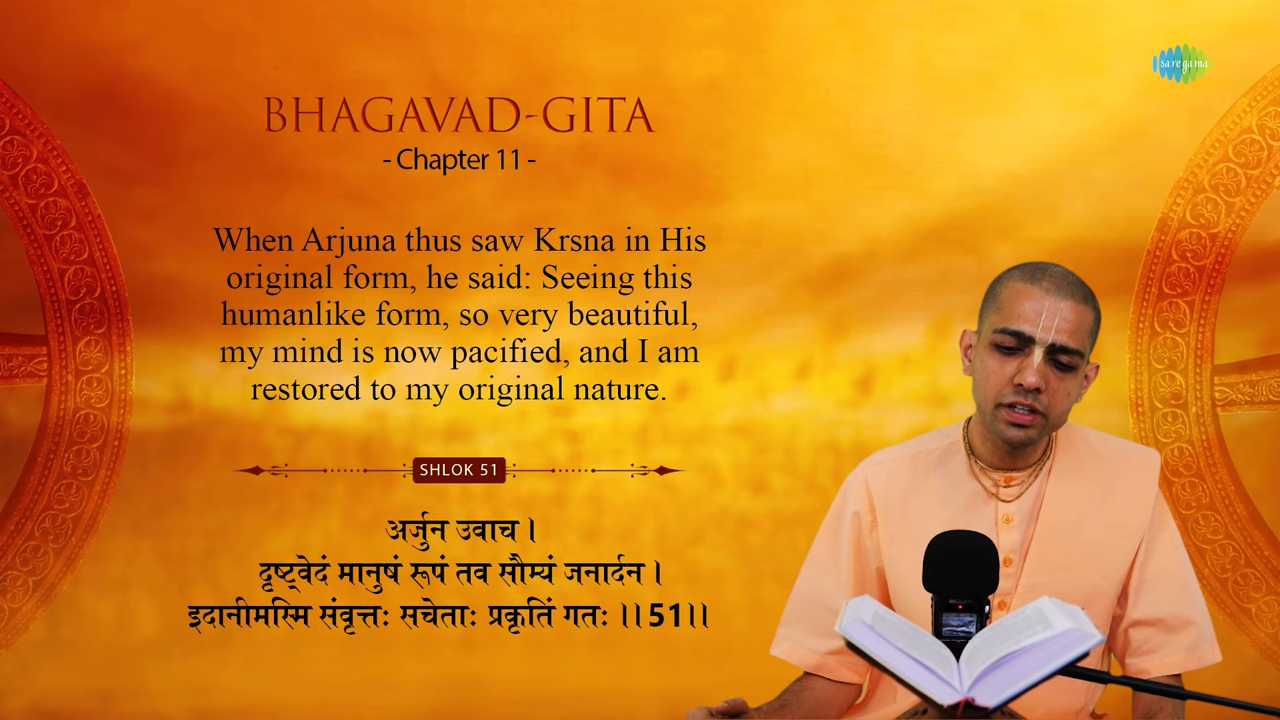 saregama
BHAGAVAD-GITA
- Chapter 11 -
When Arjuna thus saw Krsna in His
original form, he said: Seeing this
humanlike form, so very beautiful,
my mind is now pacified, and I am
restored to my original nature.
SHLOK 51
अर्जुन उवाच ।
दृष्ट्वेदं मानुषं रूपं तव सौम्यं जनार्दन ।
इदानीमस्मि संवृत्तः सचेताः प्रकृतिं गतः ।।51।।